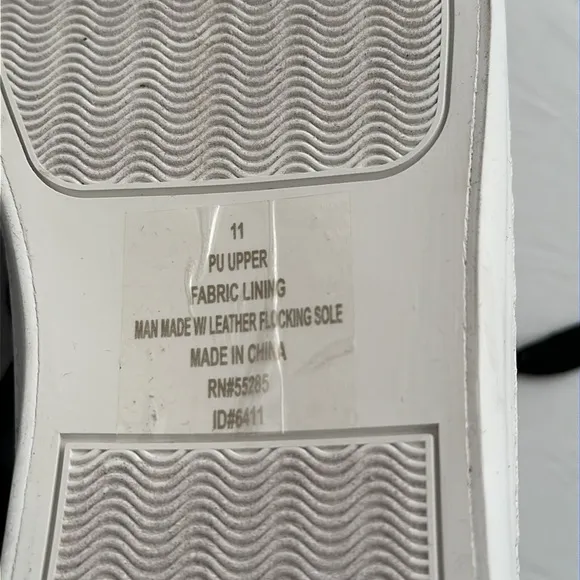 11
PU UPPER
FABRIC LINING
MAN MADE W/ LEATHER FLOCKING SOLE
MADE IN CHINA
RN#55285
ID#6411